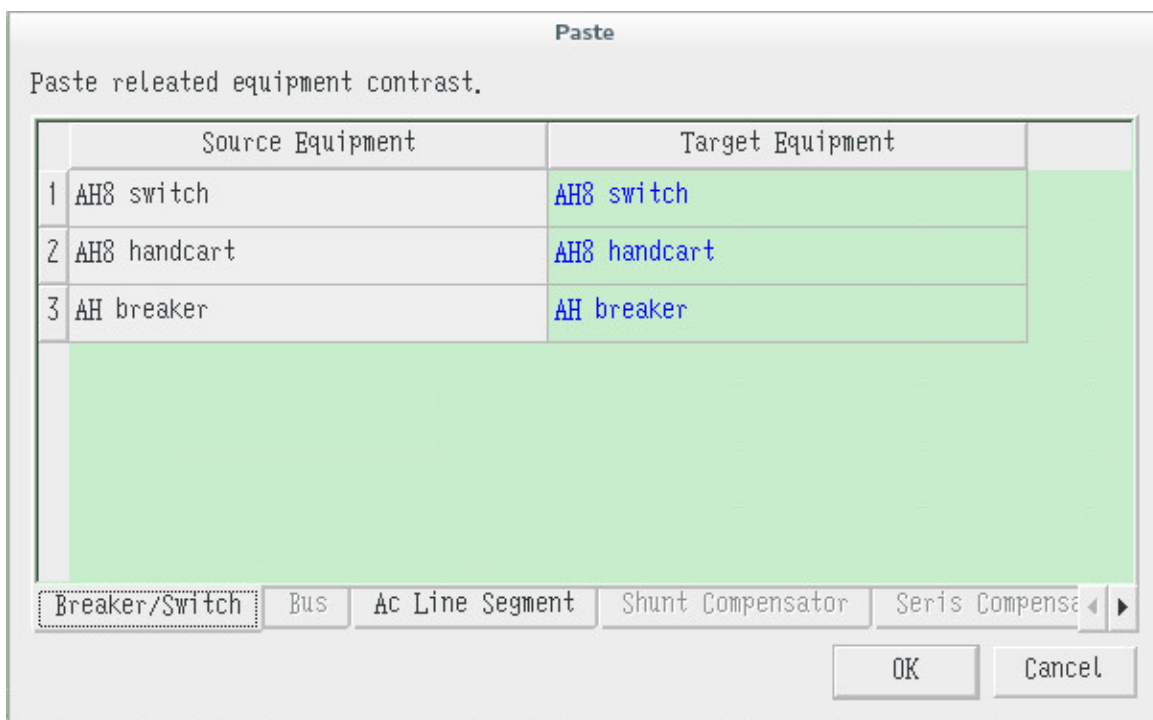 Paste
Paste releated equipment contrast.
Source Equipment Target Equipment
1 AH8 switch AH8 switch
2 AH8 handcart AH8 handcart
3 AH breaker AH breaker
Breaker/Switch Bus Ac Line Segment Shunt Compensator Seris Compensa
OK Cancel